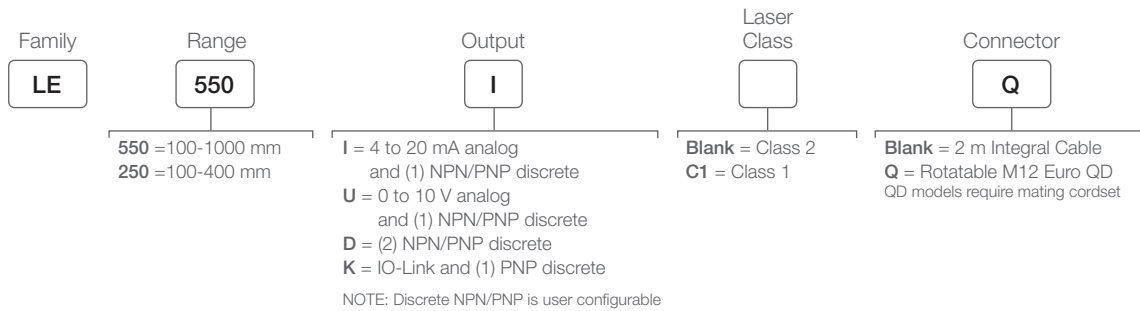 Family
LE
Range
550
550 =100-1000 mm
250 =100-400 mm
Output
I
I = 4 to 20 mA analog
and (1) NPN/PNP discrete
U = 0 to 10 V analog
and (1) NPN/PNP discrete
D = (2) NPN/PNP discrete
K = IO-Link and (1) PNP discrete
NOTE: Discrete NPN/PNP is user configurable
Laser
Class
Blank = Class 2
C1 = Class 1
Connector
Q
Blank = 2 m Integral Cable
Q = Rotatable M12 Euro QD
QD models require mating cordset